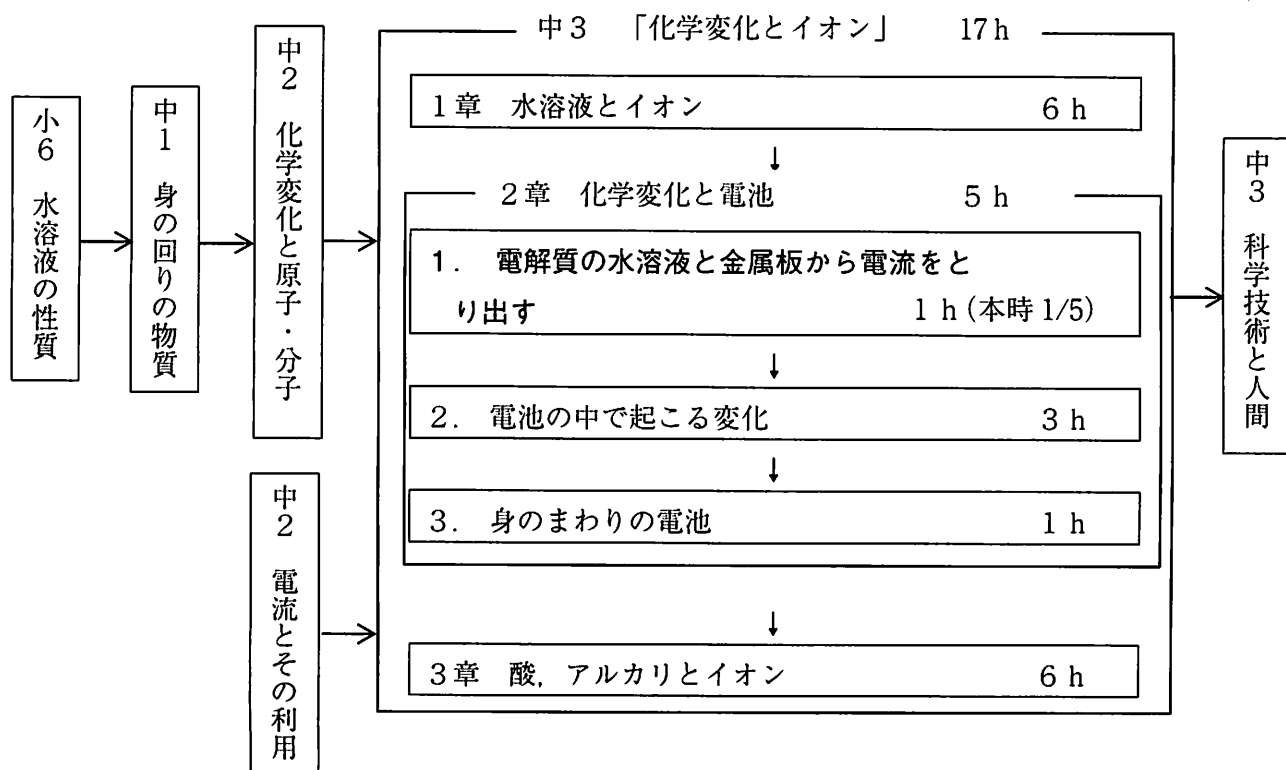 小6 水溶液の性質
中1 身の回りの物質
中2 化学変化と原子・分子
中2 電流とその利用
中3 「化学変化とイオン」 17h
1章 水溶液とイオン 6h
↓
2章 化学変化と電池 5h
1. 電解質の水溶液と金属板から電流をと
り出す 1h(本時1/5)
↓
2. 電池の中で起こる変化 3h
↓
3. 身のまわりの電池 1h
↓
3章 酸,アルカリとイオン 6h
中3 科学技術と人間